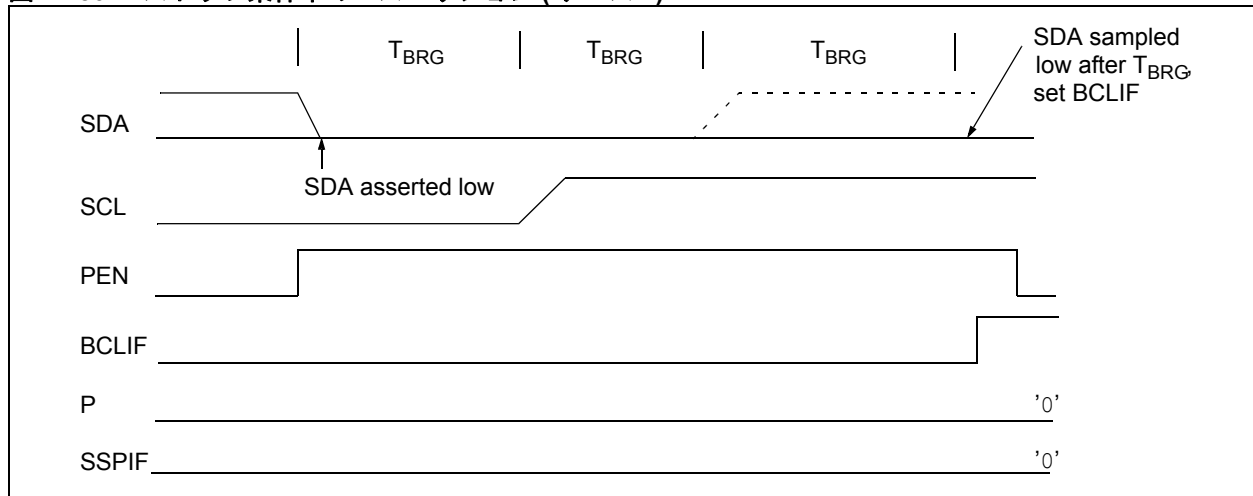 TBRG TBRG TBRG
SDA sampled
low after TBRG,
set BCLIF
SDA
SDA asserted low
SCL
PEN
BCLIF
P '0'
SSPIF '0'